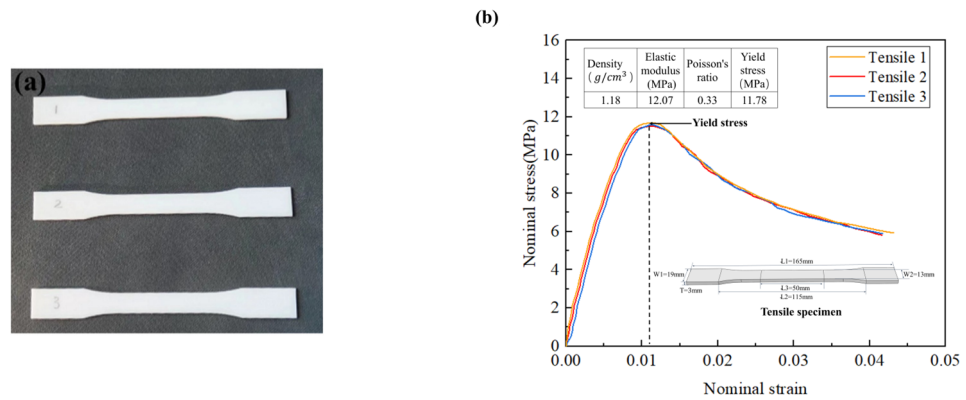 (a)
1
2
3
(b)
Density
(g/cm³)
Elastic
modulus
(MPa)
Poisson's
ratio
Yield
stress
(MPa)
1.18
12.07
0.33
11.78
Tensile 1
Tensile 2
Tensile 3
Yield stress
Nominal stress(MPa)
16
14
12
10
8
6
4
2
0
0.00
0.01
0.02
0.03
0.04
0.05
Nominal strain
L1=165mm
W1=19mm
W2=13mm
T=3mm
L3=50mm
L2=115mm
Tensile specimen